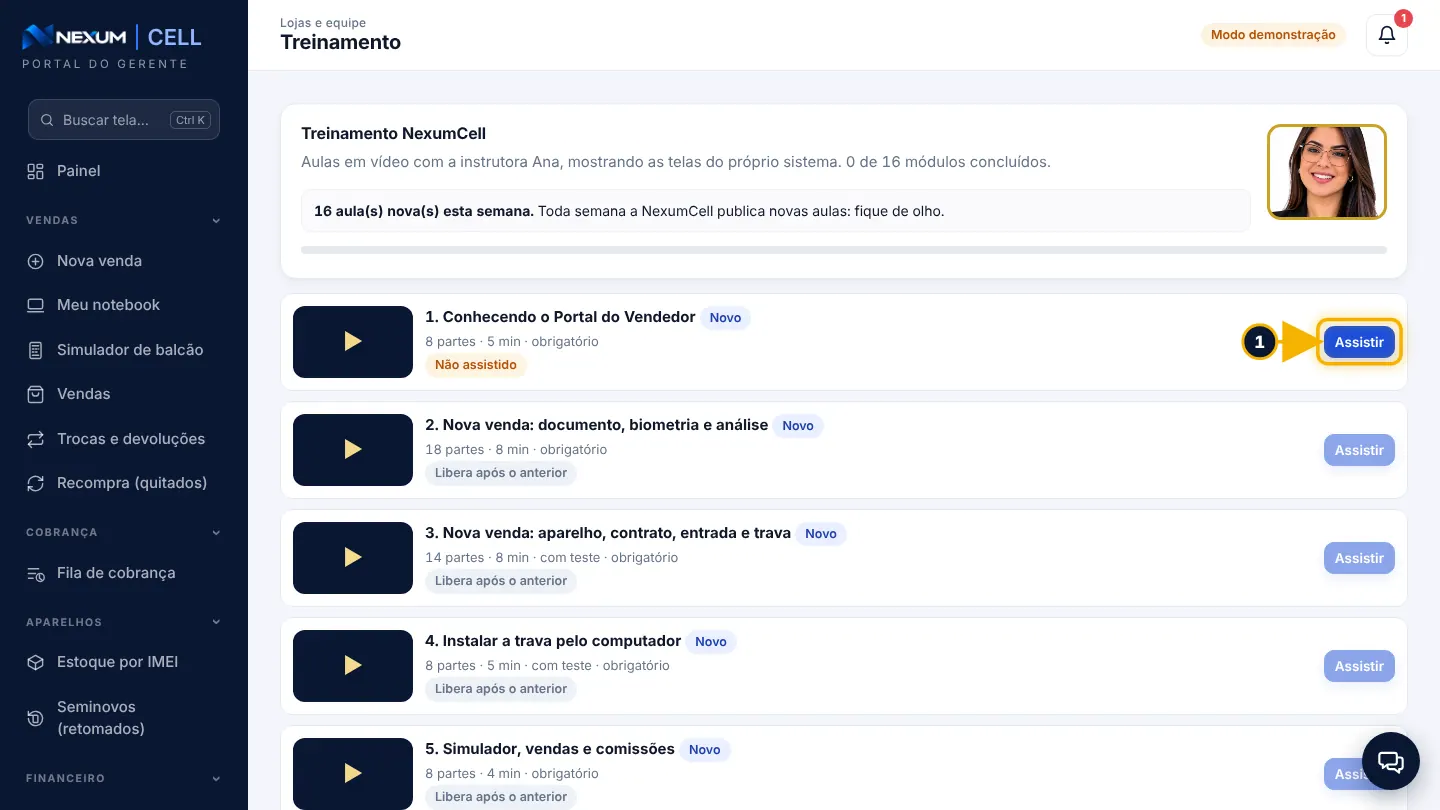 NEXUM | CELL
PORTAL DO GERENTE
Buscar tela... Ctrl K
Painel
VENDAS
Nova venda
Meu notebook
Simulador de balcão
Vendas
Trocas e devoluções
Recompra (quitados)
COBRANÇA
Fila de cobrança
APARELHOS
Estoque por IMEI
Seminovos
(retomados)
FINANCEIRO
Lojas e equipe
Treinamento
Modo demonstração
1
Treinamento NexumCell
Aulas em vídeo com a instrutora Ana, mostrando as telas do próprio sistema. 0 de 16 módulos concluídos.
16 aula(s) nova(s) esta semana. Toda semana a NexumCell publica novas aulas: fique de olho.
1. Conhecendo o Portal do Vendedor Novo
8 partes · 5 min · obrigatório
Não assistido
1
Assistir
2. Nova venda: documento, biometria e análise Novo
18 partes · 8 min · obrigatório
Libera após o anterior
Assistir
3. Nova venda: aparelho, contrato, entrada e trava Novo
14 partes · 8 min · com teste · obrigatório
Libera após o anterior
Assistir
4. Instalar a trava pelo computador Novo
8 partes · 5 min · com teste · obrigatório
Libera após o anterior
Assistir
5. Simulador, vendas e comissões Novo
8 partes · 4 min · obrigatório
Libera após o anterior